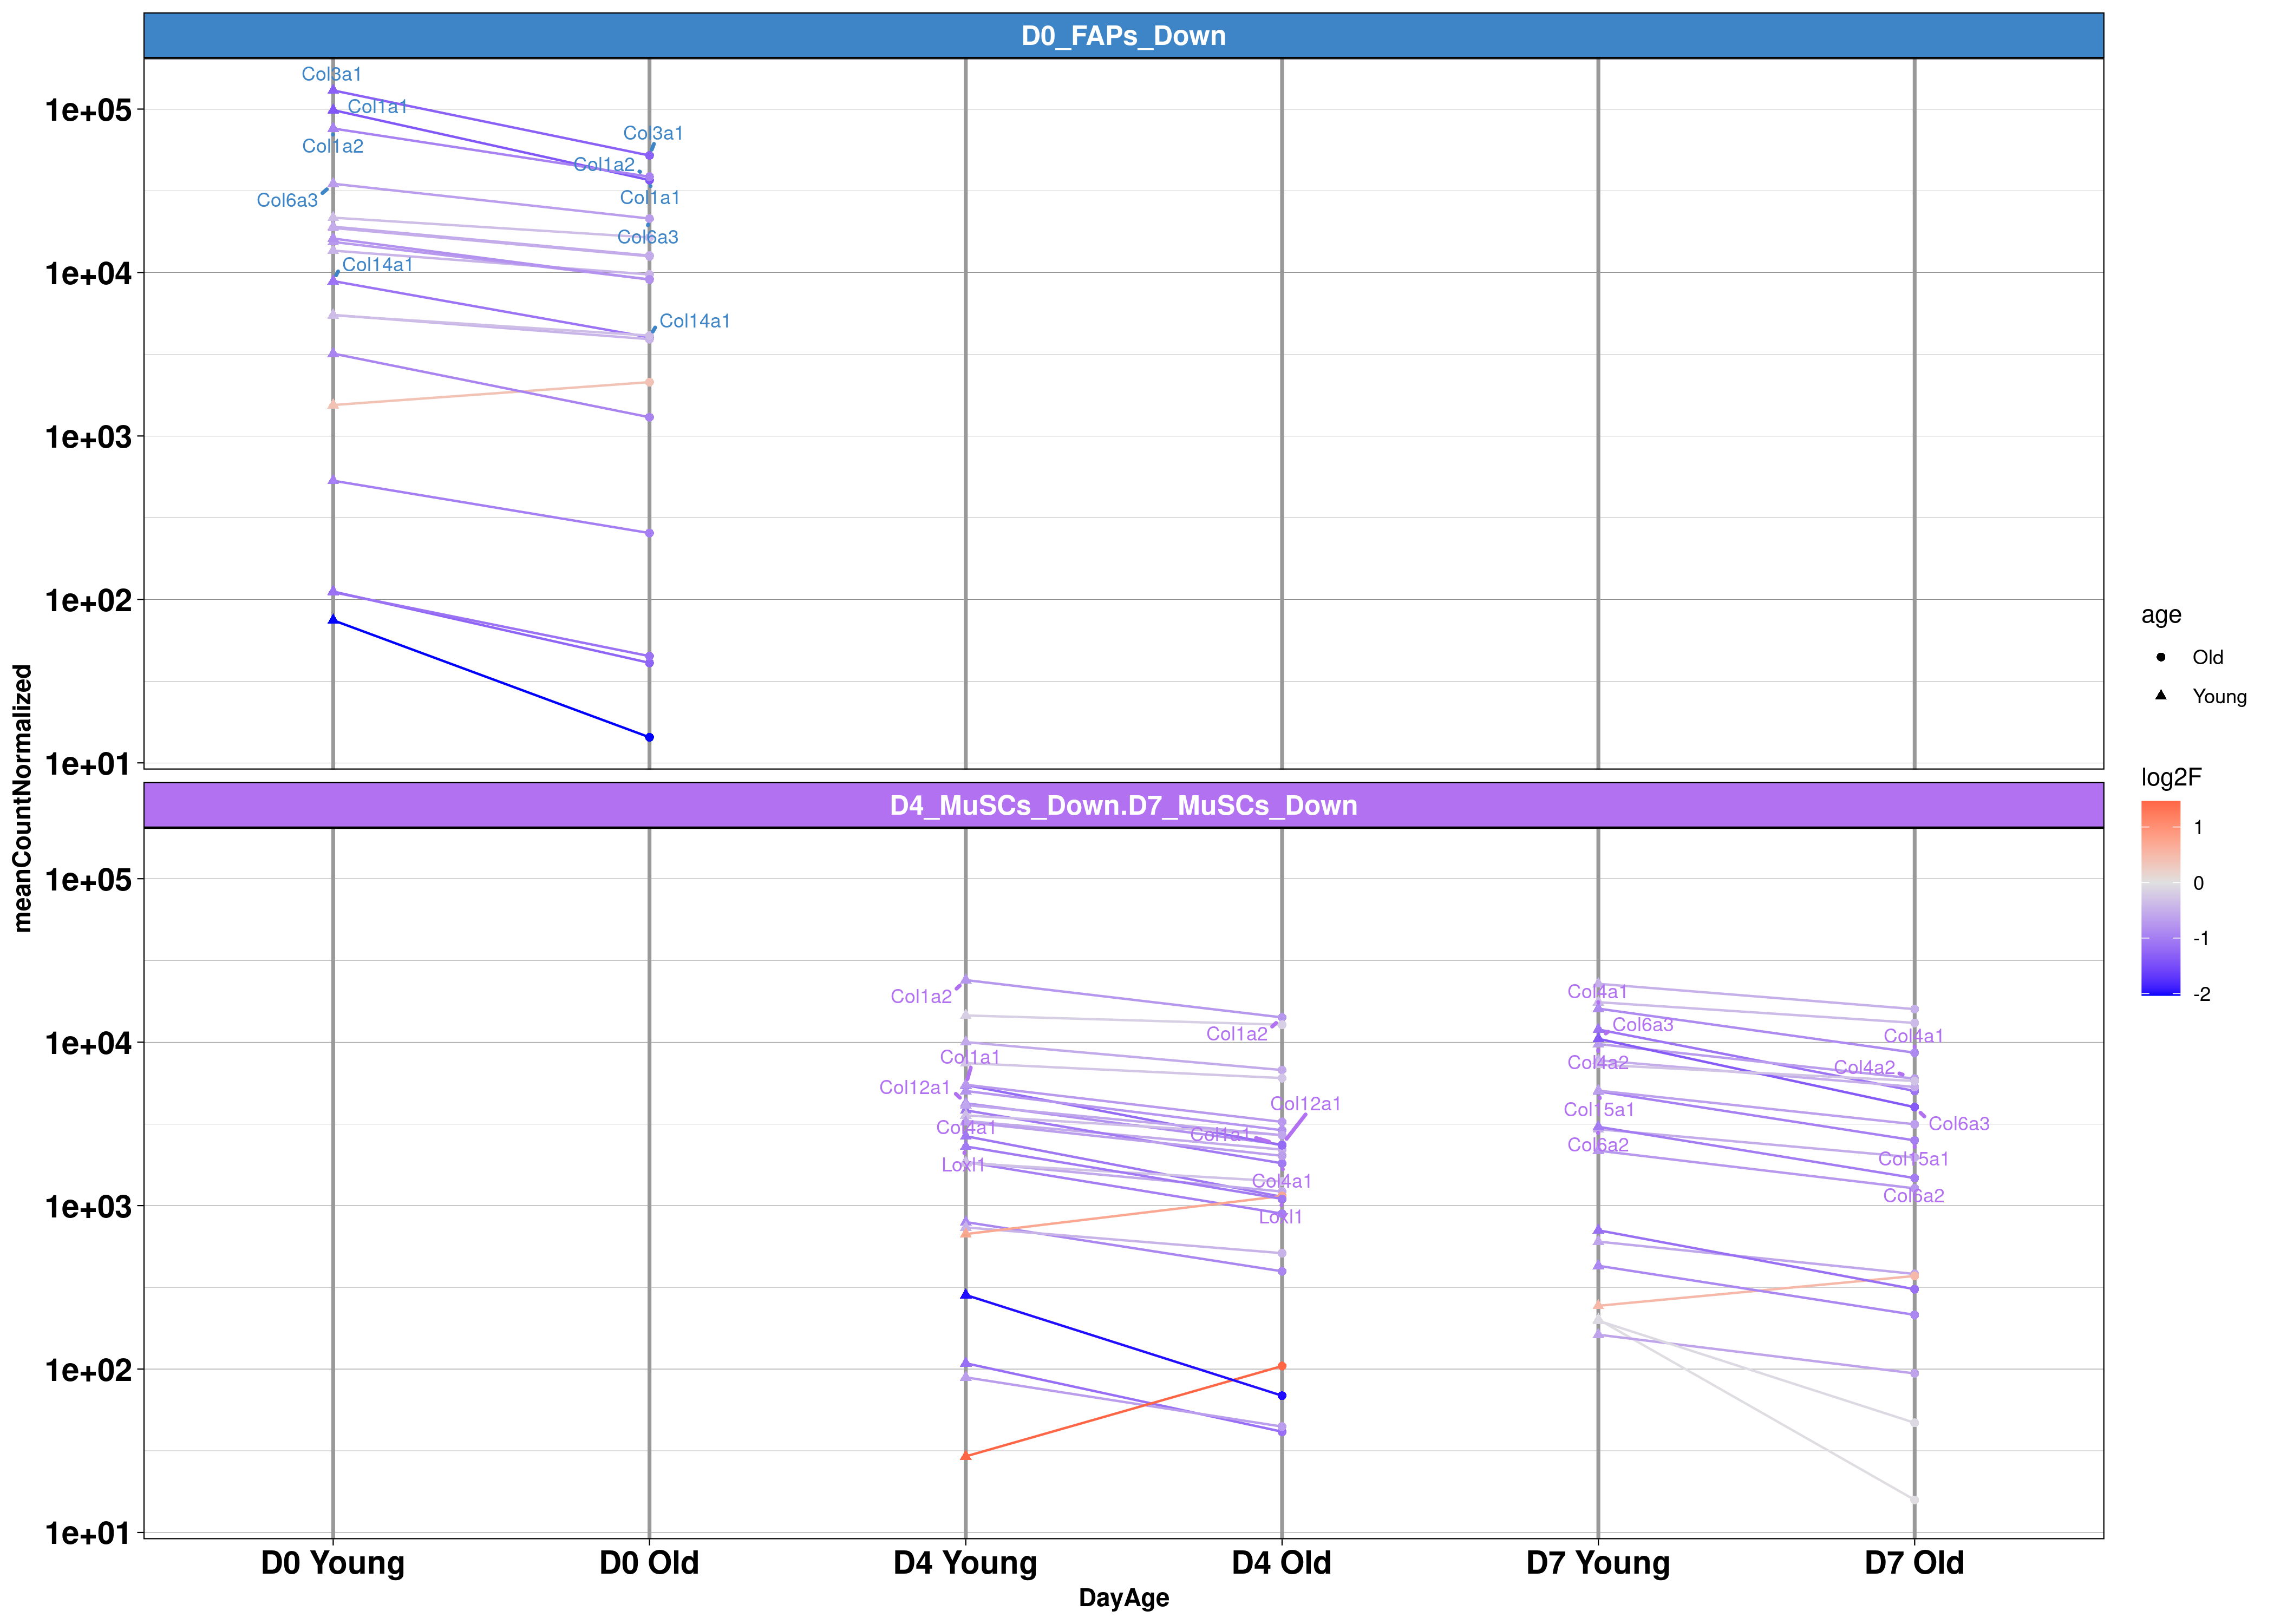 D0_FAPs_Down
Col3a1
1e+05
Col1a1
Col3a1
Col1a2
Col1a2
Col6a3
Col1a1
Col6a3
Col14a1
1e+04
Col14a1
1e+03
1e+02
1e+01
D4_MuSCs_Down.D7_MuSCs_Down
1e+05
Col1a2
Col4a1
Col6a3
Col1a2
Col4a1
1e+04
Col1a1
Col4a2
Col4a2
Col12a1
Col12a1
Col15a1
Col6a3
Col4a1
Col1a1
Col6a2
Col15a1
Loxl1
Col4a1
Col6a2
1e+03
Loxl1
1e+02
1e+01
D0 Young
D0 Old
D4 Young
D4 Old
D7 Young
D7 Old
DayAge
meanCountNormalized
age
Old
Young
log2F
1
0
-1
-2